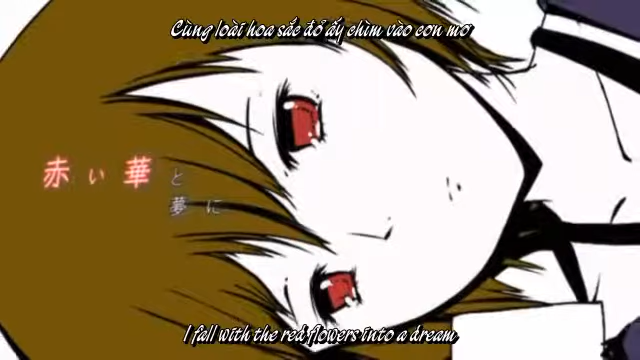 Cùng loài hoa sắc đỏ ấy chìm vào cơn mơ
赤い華と
夢に
I fall with the red flowers into a dream